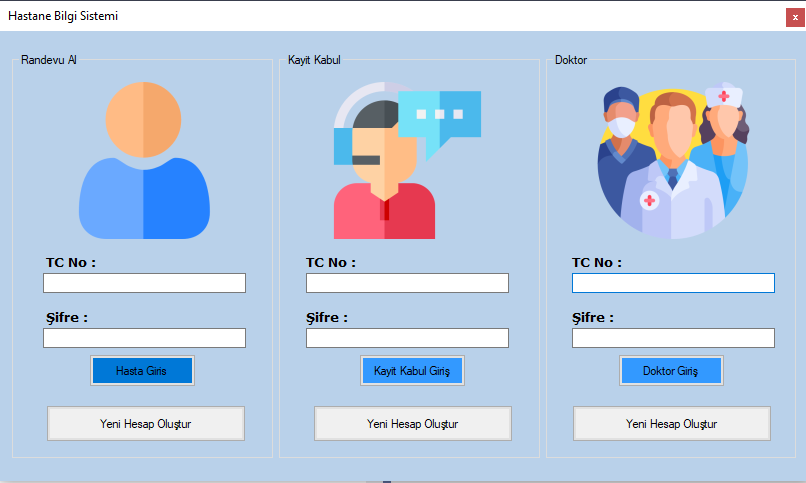 Hastane Bilgi Sistemi
x
Randevu Al
TC No :
Şifre :
Hasta Giris
Yeni Hesap Oluştur
Kayit Kabul
TC No :
Şifre :
Kayit Kabul Giriş
Yeni Hesap Oluştur
Doktor
TC No :
Şifre :
Doktor Giriş
Yeni Hesap Oluştur